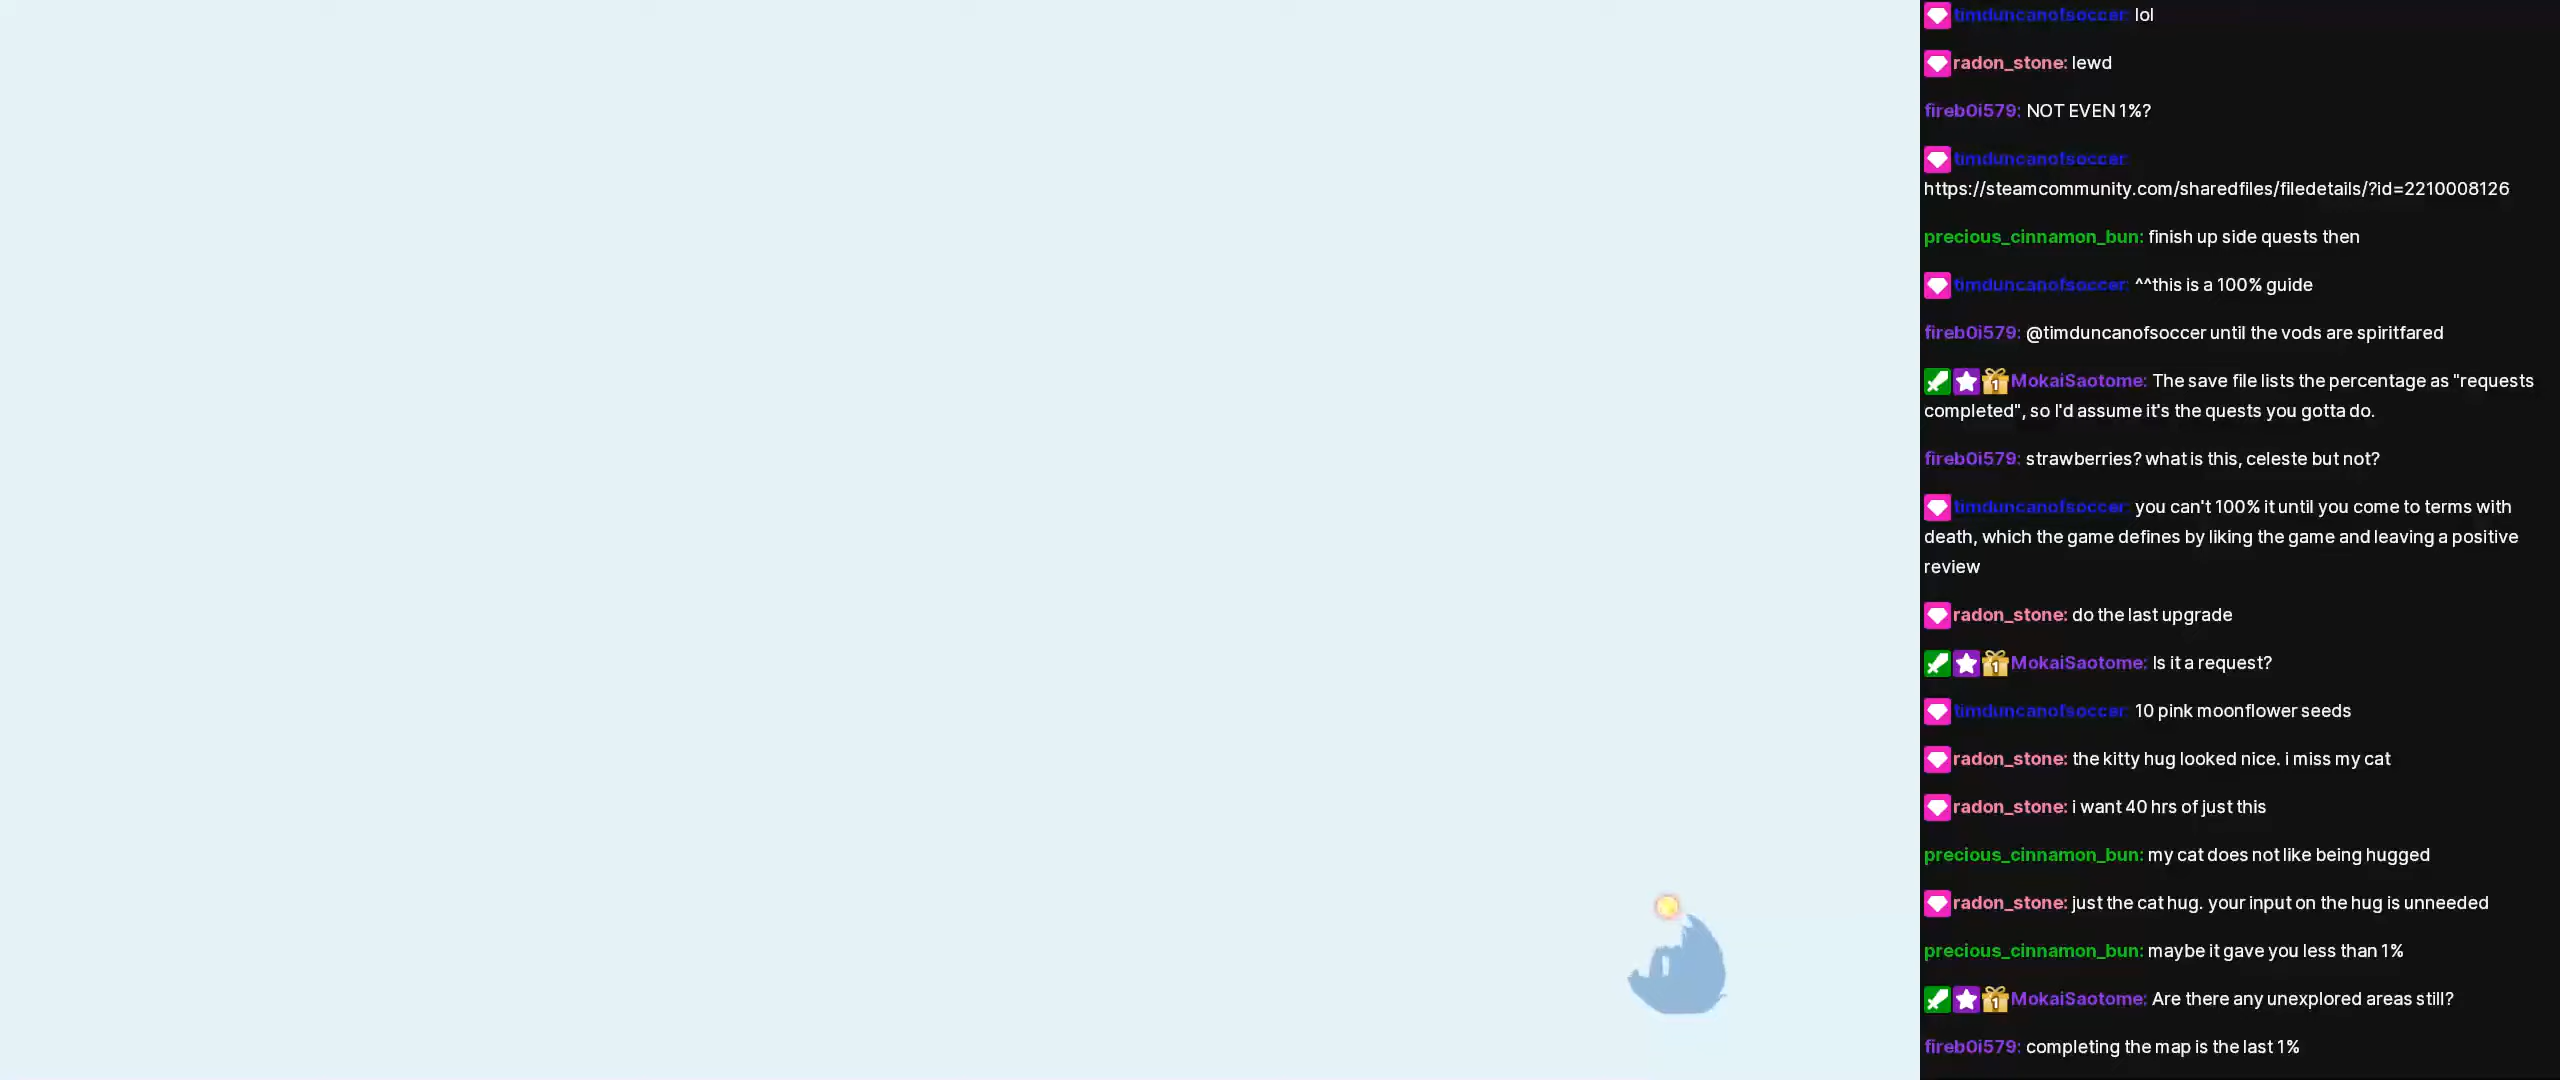 timduncanofsoccer: lol
radon_stone: lewd
fireb0i579: NOT EVEN 1%?
timduncanofsoccer:
https://steamcommunity.com/sharedfiles/filedetails/?id=2210008126
precious_cinnamon_bun: finish up side quests then
timduncanofsoccer: ^^this is a 100% guide
fireb0i579: @timduncanofsoccer until the vods are spiritfared
1 MokaiSaotome: The save file lists the percentage as "requests
completed", so I'd assume it's the quests you gotta do.
fireb0i579: strawberries? what is this, celeste but not?
timduncanofsoccer: you can't 100% it until you come to terms with
death, which the game defines by liking the game and leaving a positive
review
radon_stone: do the last upgrade
1 MokaiSaotome: Is it a request?
timduncanofsoccer: 10 pink moonflower seeds
radon_stone: the kitty hug looked nice. i miss my cat
radon_stone: i want 40 hrs of just this
precious_cinnamon_bun: my cat does not like being hugged
radon_stone: just the cat hug. your input on the hug is unneeded
precious_cinnamon_bun: maybe it gave you less than 1%
1 MokaiSaotome: Are there any unexplored areas still?
fireb0i579: completing the map is the last 1%